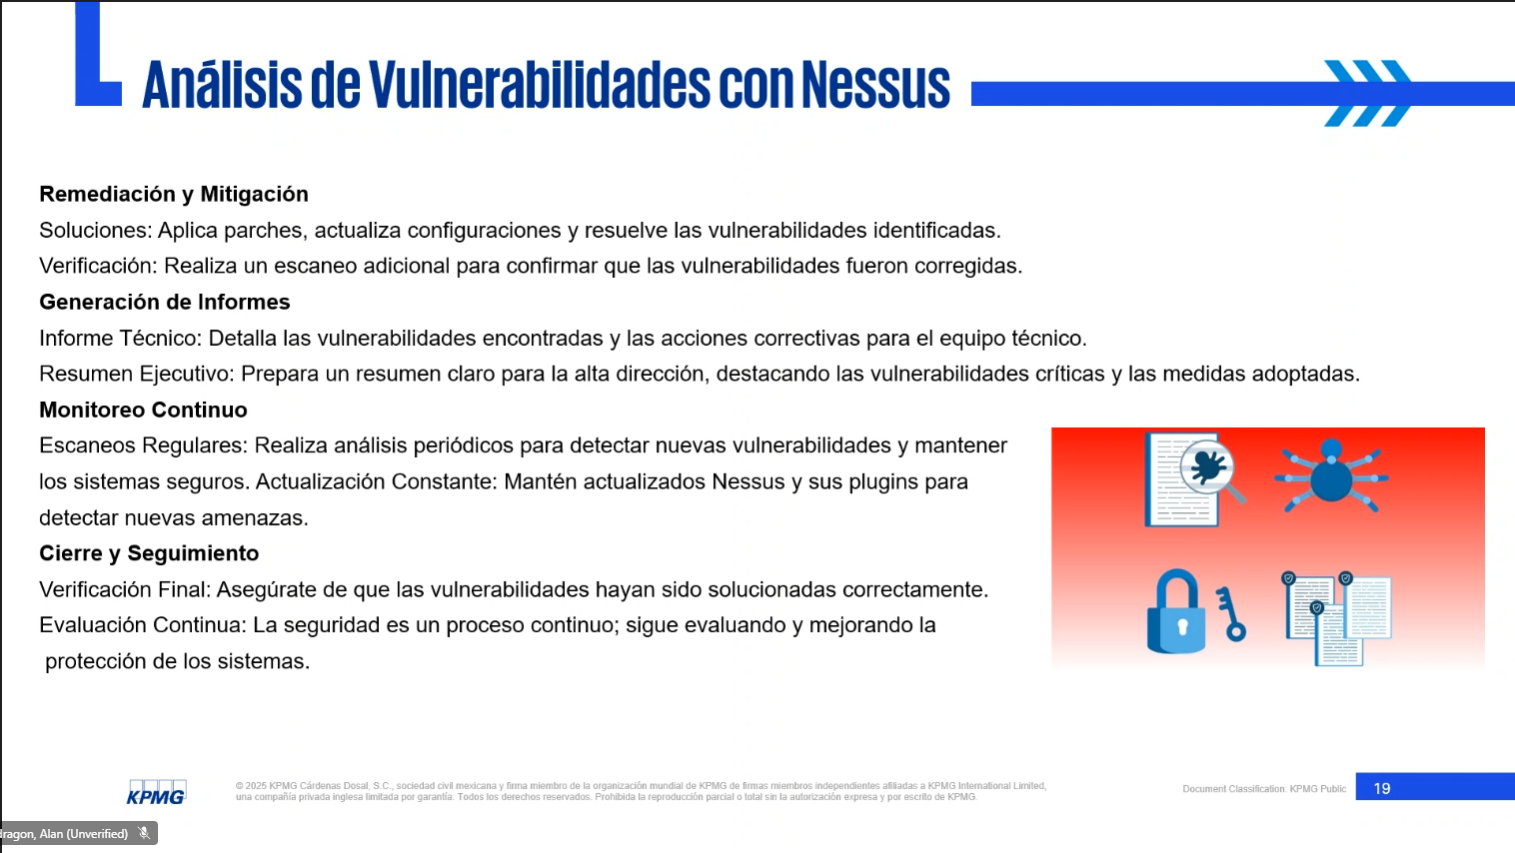 Análisis de Vulnerabilidades con Nessus
Remediación y Mitigación
Soluciones: Aplica parches, actualiza configuraciones y resuelve las vulnerabilidades identificadas.
Verificación: Realiza un escaneo adicional para confirmar que las vulnerabilidades fueron corregidas.
Generación de Informes
Informe Técnico: Detalla las vulnerabilidades encontradas y las acciones correctivas para el equipo técnico.
Resumen Ejecutivo: Prepara un resumen claro para la alta dirección, destacando las vulnerabilidades críticas y las medidas adoptadas.
Monitoreo Continuo
Escaneos Regulares: Realiza análisis periódicos para detectar nuevas vulnerabilidades y mantener
los sistemas seguros. Actualización Constante: Mantén actualizados Nessus y sus plugins para
detectar nuevas amenazas.
Cierre y Seguimiento
Verificación Final: Asegúrate de que las vulnerabilidades hayan sido solucionadas correctamente.
Evaluación Continua: La seguridad es un proceso continuo; sigue evaluando y mejorando la
protección de los sistemas.
KPMG
© 2025 KPMG Cárdenas Dosal, S.C., sociedad civil mexicana y firma miembro de la organización mundial de KPMG de firmas miembros independientes afiliadas a KPMG International Limited,
una compañía privada inglesa limitada por garantía. Todos los derechos reservados. Prohibida la reproducción parcial o total sin la autorización expresa y por escrito de KPMG.
Document Classification: KPMG Public
19
dragon, Alan (Unverified)